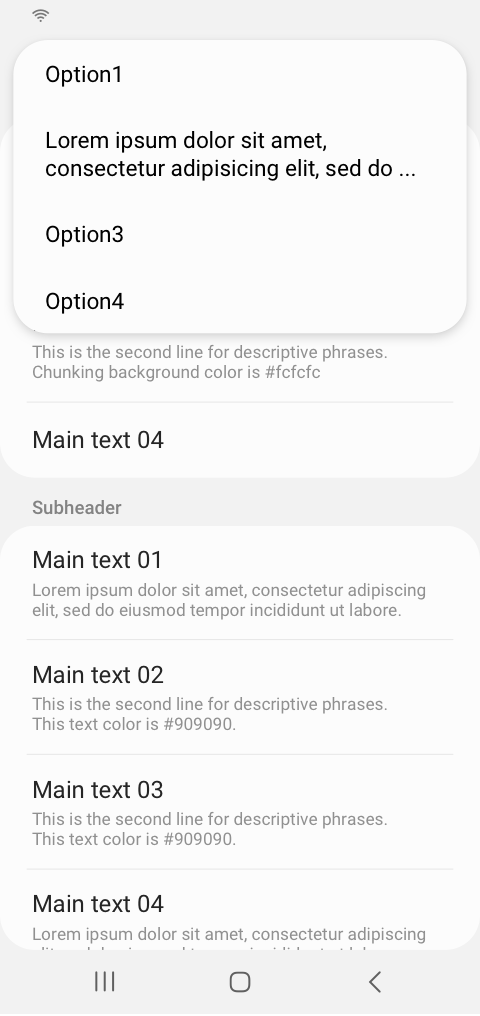 Option1
Lorem ipsum dolor sit amet,
consectetur adipisicing elit, sed do ...
Option3
Option4
This is the second line for descriptive phrases.
Chunking background color is #fcfcfc
Main text 04
Subheader
Main text 01
Lorem ipsum dolor sit amet, consectetur adipiscing
elit, sed do eiusmod tempor incididunt ut labore.
Main text 02
This is the second line for descriptive phrases.
This text color is #909090.
Main text 03
This is the second line for descriptive phrases.
This text color is #909090.
Main text 04
Lorem ipsum dolor sit amet, consectetur adipiscing